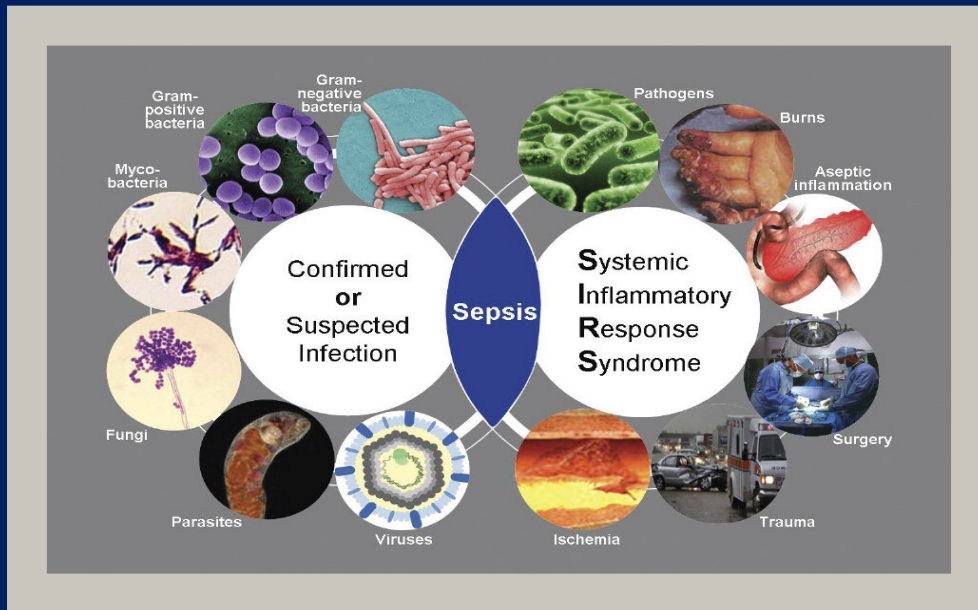 Gram-
positive
bacteria
Gram-
negative
bacteria
Myco-
bacteria
Fungi
Parasites
Viruses
Confirmed
or
Suspected
Infection
Sepsis
Systemic
Inflammatory
Response
Syndrome
Pathogens
Burns
Aseptic
inflammation
Surgery
Trauma
Ischemia